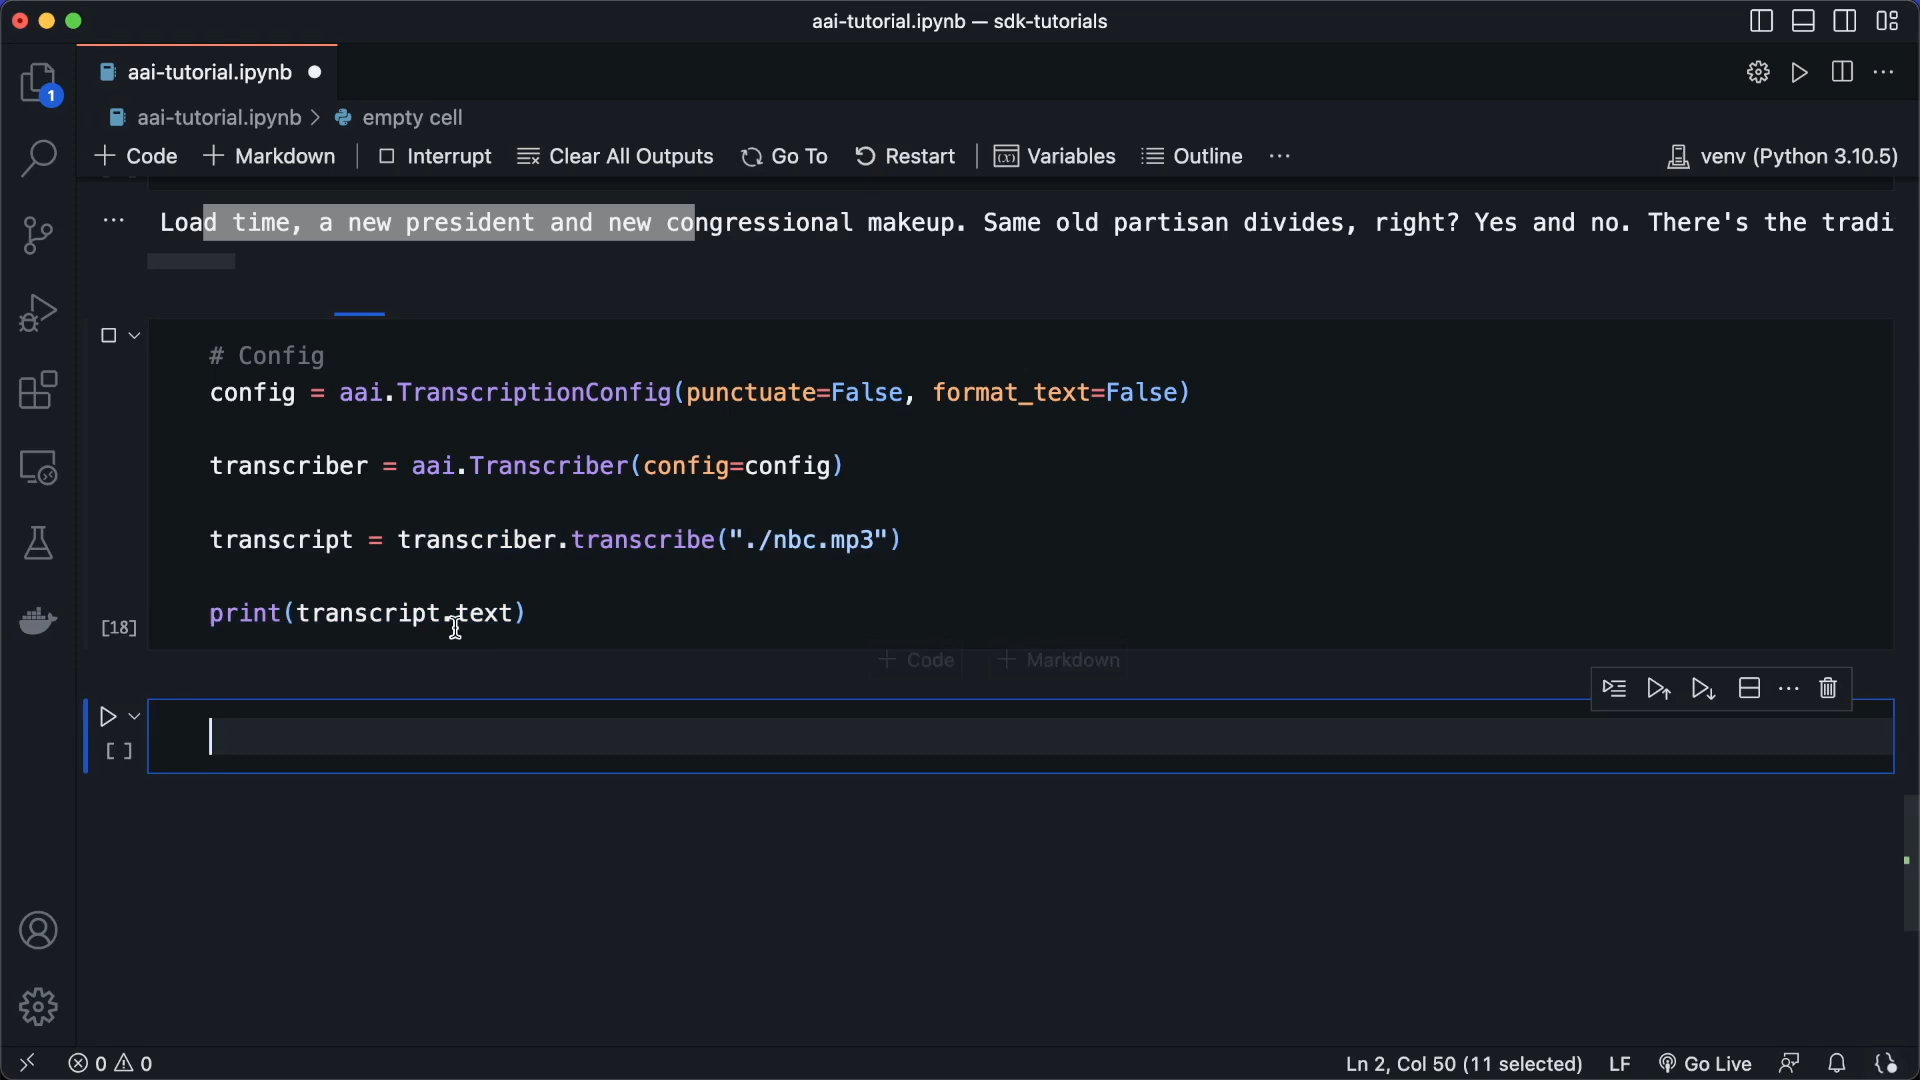 aai-tutorial.ipynb — sdk-tutorials
aai-tutorial.ipynb
1
aai-tutorial.ipynb > empty cell
+ Code + Markdown | Interrupt Clear All Outputs Go To Restart | Variables Outline ... venv (Python 3.10.5)
... Load time, a new president and new congressional makeup. Same old partisan divides, right? Yes and no. There's the tradi
# Config
config = aai.TranscriptionConfig(punctuate=False, format_text=False)
transcriber = aai.Transcriber(config=config)
transcript = transcriber.transcribe("./nbc.mp3")
print(transcript.text)
[18]
+ Code + Markdown
[ ]
0 0 Ln 2, Col 50 (11 selected) LF Go Live